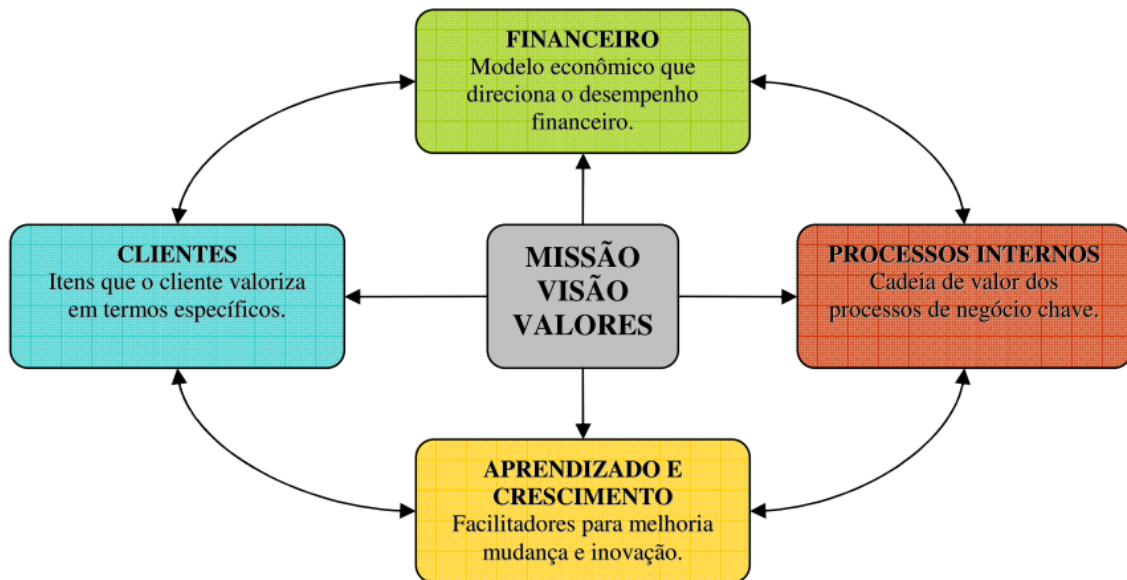 FINANCEIRO
Modelo econômico que
direciona o desempenho
financeiro.
CLIENTES
Itens que o cliente valoriza
em termos específicos.
MISSÃO
VISÃO
VALORES
PROCESSOS INTERNOS
Cadeia de valor dos
processos de negócio chave.
APRENDIZADO E
CRESCIMENTO
Facilitadores para melhoria
mudança e inovação.